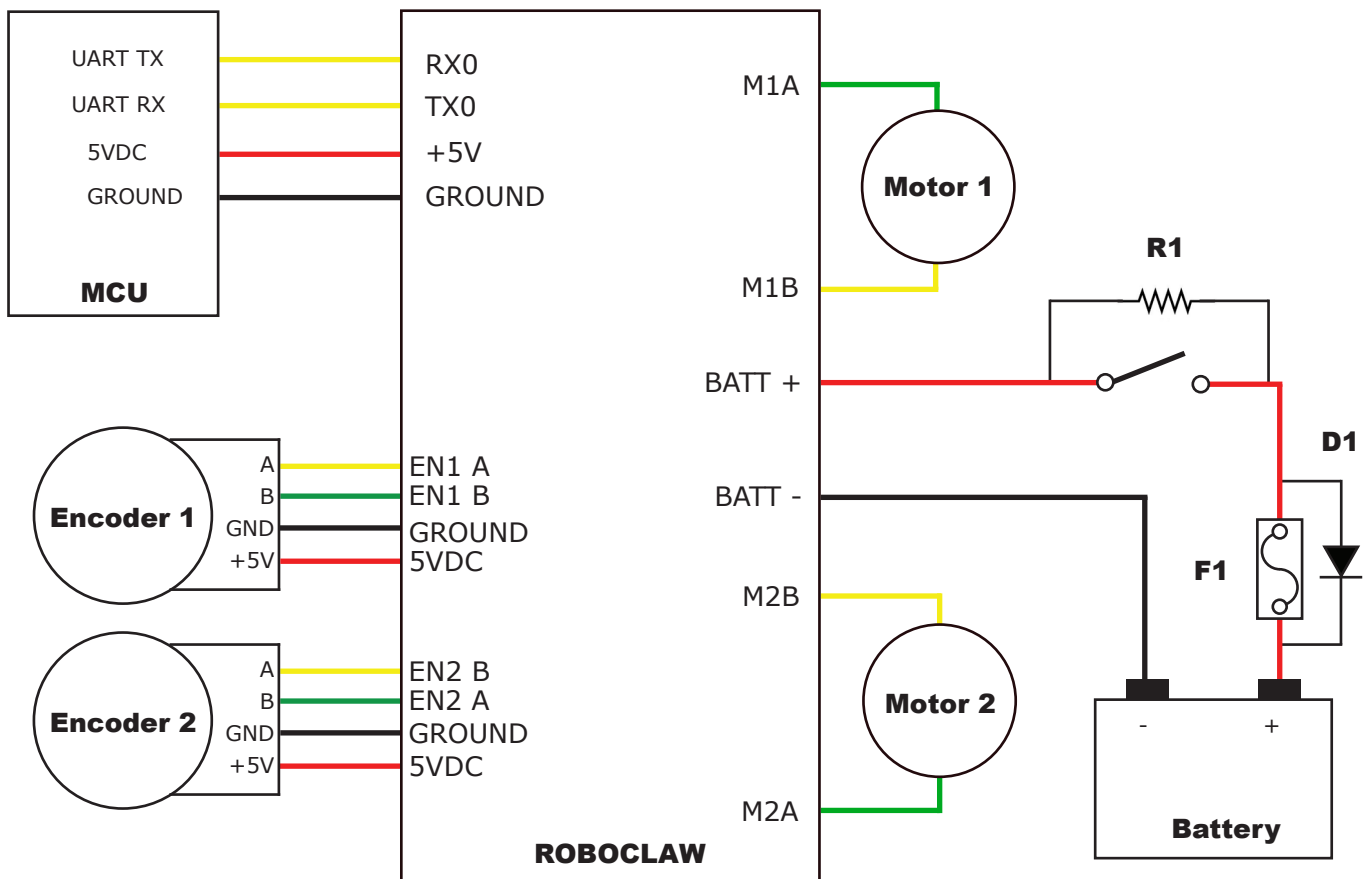 UART TX
UART RX
5VDC
GROUND
MCU
RX0
TX0
+5V
GROUND
M1A
Motor 1
M1B
R1
BATT +
BATT -
D1
F1
Encoder 1
A
B
GND
+5V
EN1 A
EN1 B
GROUND
5VDC
Encoder 2
A
B
GND
+5V
EN2 B
EN2 A
GROUND
5VDC
M2B
Motor 2
M2A
ROBOCLAW
- +
Battery